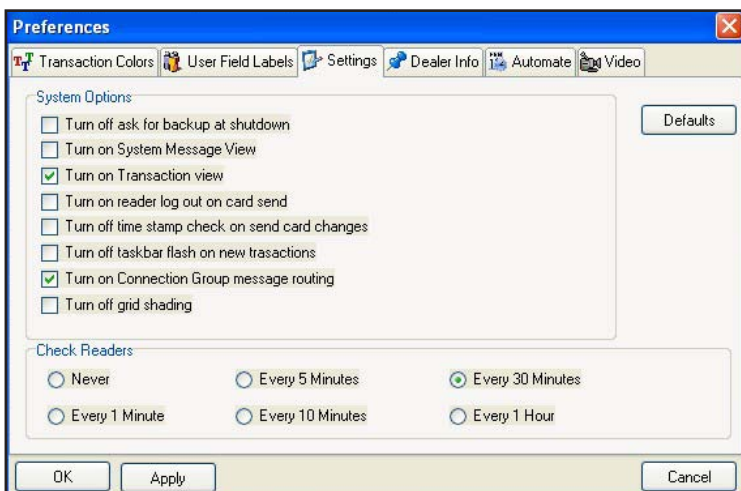 Preferences
Transaction Colors User Field Labels Settings Dealer Info Automate Video
System Options
Turn off ask for backup at shutdown
Turn on System Message View
Turn on Transaction view
Turn on reader log out on card send
Turn off time stamp check on send card changes
Turn off taskbar flash on new trasactions
Turn on Connection Group message routing
Turn off grid shading
Defaults
Check Readers
Never Every 5 Minutes Every 30 Minutes
Every 1 Minute Every 10 Minutes Every 1 Hour
OK Apply Cancel